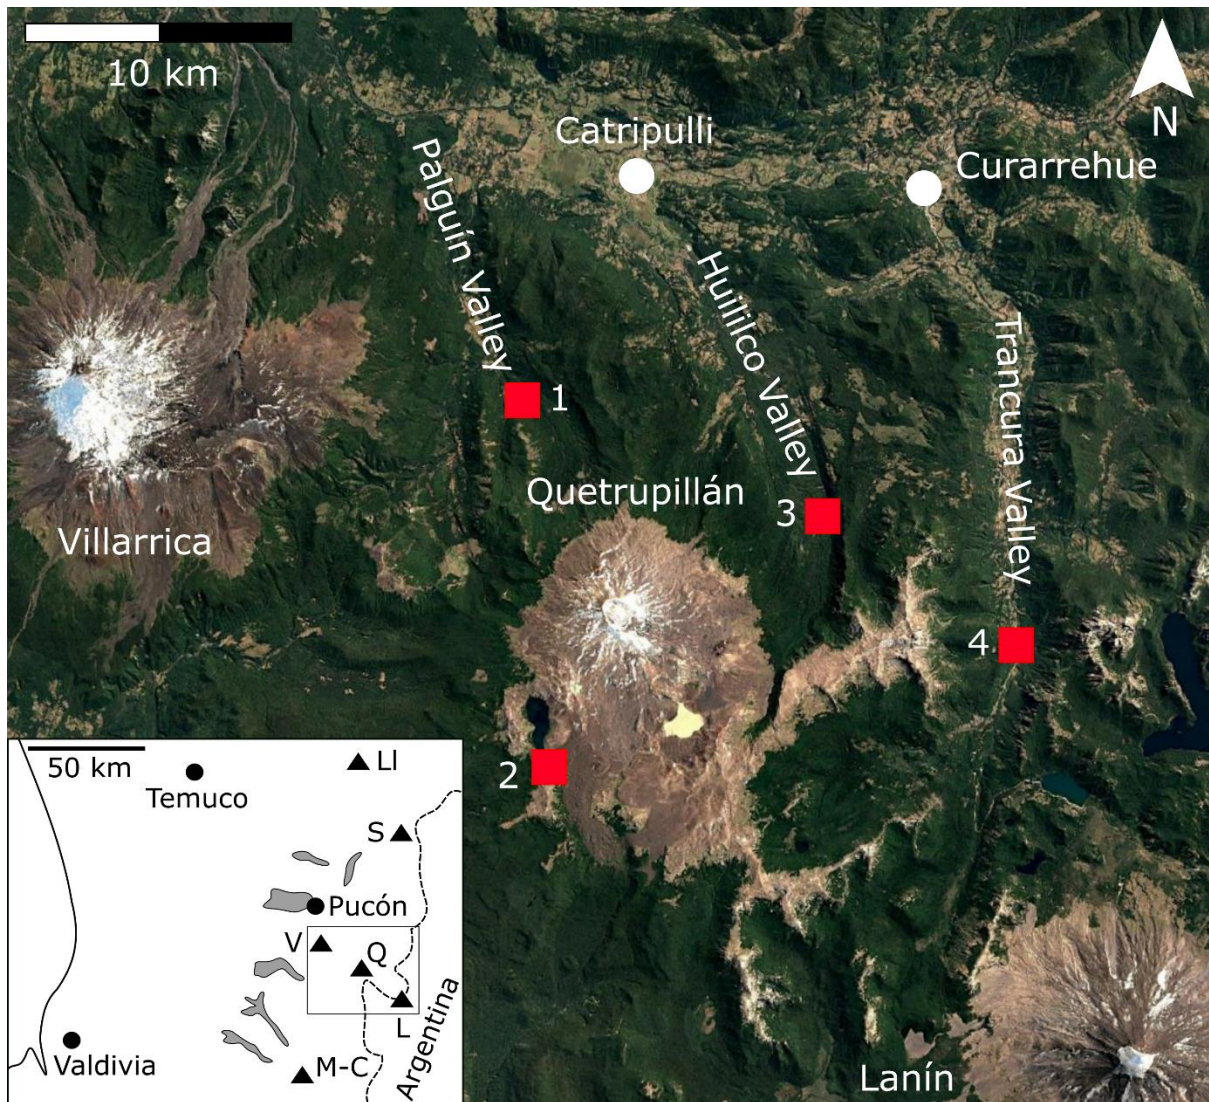 10 km
N
Catripulli
Curarrehue
Palguín Valley
Huililco Valley
Trancura Valley
1
Quetrupillán
3
Villarrica
4
2
50 km
Ll
Temuco
S
Pucón
V
Q
L
Argentina
Valdivia
M-C
Lanín